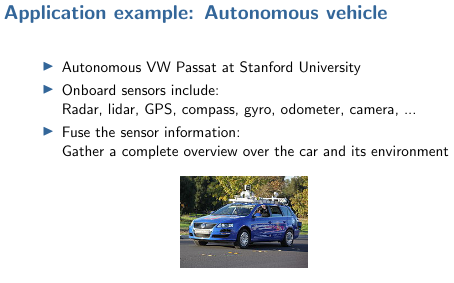 Application example: Autonomous vehicle
▶ Autonomous VW Passat at Stanford University
▶ Onboard sensors include:
Radar, lidar, GPS, compass, gyro, odometer, camera, ...
▶ Fuse the sensor information:
Gather a complete overview over the car and its environment